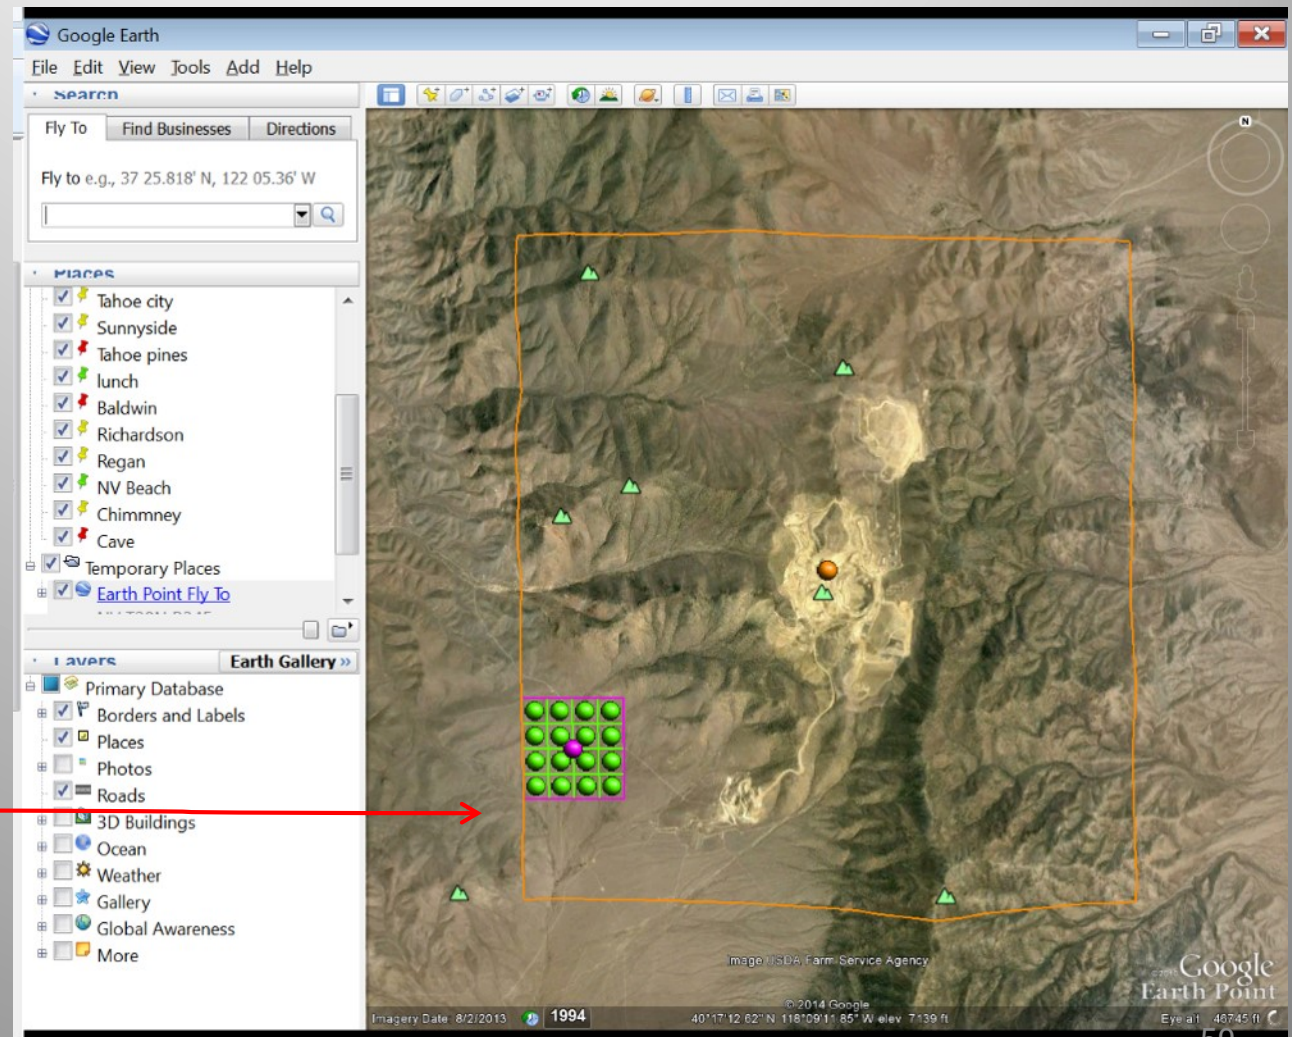 Google Earth
File Edit View Tools Add Help
Search
Fly To Find Businesses Directions
Fly to e.g., 37 25.818' N, 122 05.36' W
Places
Tahoe city
Sunnyside
Tahoe pines
lunch
Baldwin
Richardson
Regan
NV Beach
Chimmney
Cave
Temporary Places
Earth Point Fly To
Layers Earth Gallery »
Primary Database
Borders and Labels
Places
Photos
Roads
3D Buildings
Ocean
Weather
Gallery
Global Awareness
More
N
Image USDA Farm Service Agency
© 2014 Google
Google
Earth Point
Imagery Date: 8/2/2013 1994 40°17'12.62" N 118°09'11.85" W elev 7139 ft Eye alt 46745 ft